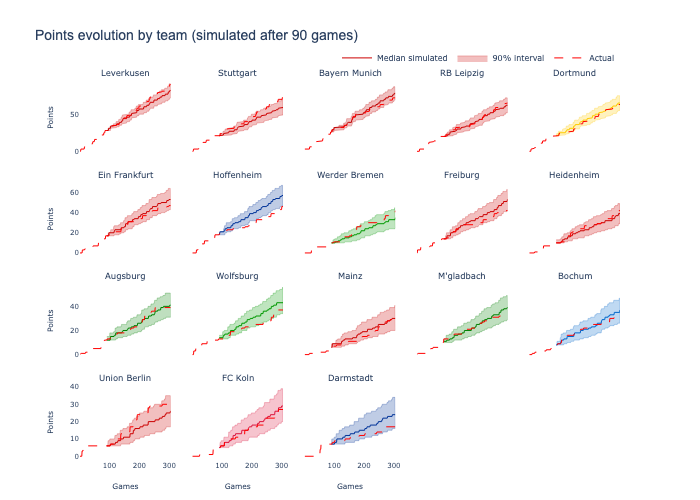 Points evolution by team (simulated after 90 games)
Median simulated 90% interval Actual
Leverkusen Stuttgart Bayern Munich RB Leipzig Dortmund
Points
50
0
Ein Frankfurt Hoffenheim Werder Bremen Freiburg Heidenheim
Points
60
40
20
0
Augsburg Wolfsburg Mainz M'gladbach Bochum
Points
40
20
0
Union Berlin FC Koln Darmstadt
Points
40
30
20
10
0
100 200 300 100 200 300 100 200 300
Games Games Games